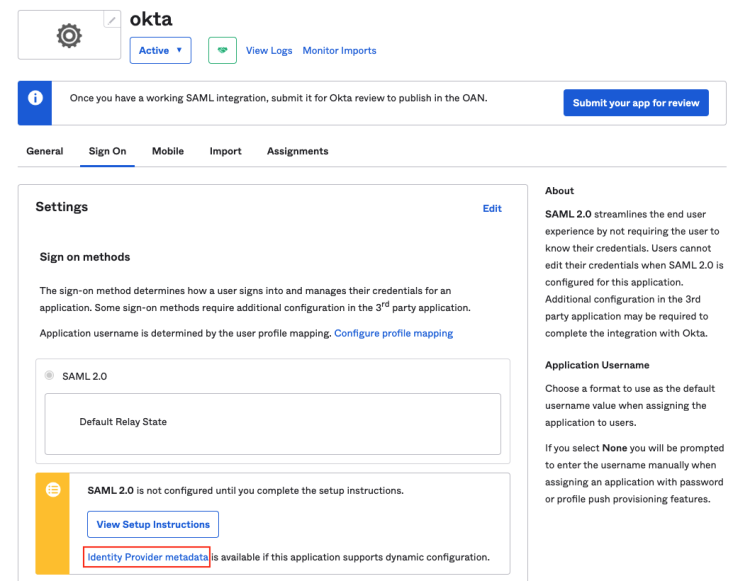 okta
Active ▼
View Logs Monitor Imports
Once you have a working SAML integration, submit it for Okta review to publish in the OAN.
Submit your app for review
General Sign On Mobile Import Assignments
Settings
Edit
Sign on methods
The sign-on method determines how a user signs into and manages their credentials for an
application. Some sign-on methods require additional configuration in the 3rd party application.
Application username is determined by the user profile mapping. Configure profile mapping
SAML 2.0
Default Relay State
SAML 2.0 is not configured until you complete the setup instructions.
View Setup Instructions
Identity Provider metadata is available if this application supports dynamic configuration.
About
SAML 2.0 streamlines the end user
experience by not requiring the user to
know their credentials. Users cannot
edit their credentials when SAML 2.0 is
configured for this application.
Additional configuration in the 3rd
party application may be required to
complete the integration with Okta.
Application Username
Choose a format to use as the default
username value when assigning the
application to users.
If you select None you will be prompted
to enter the username manually when
assigning an application with password
or profile push provisioning features.